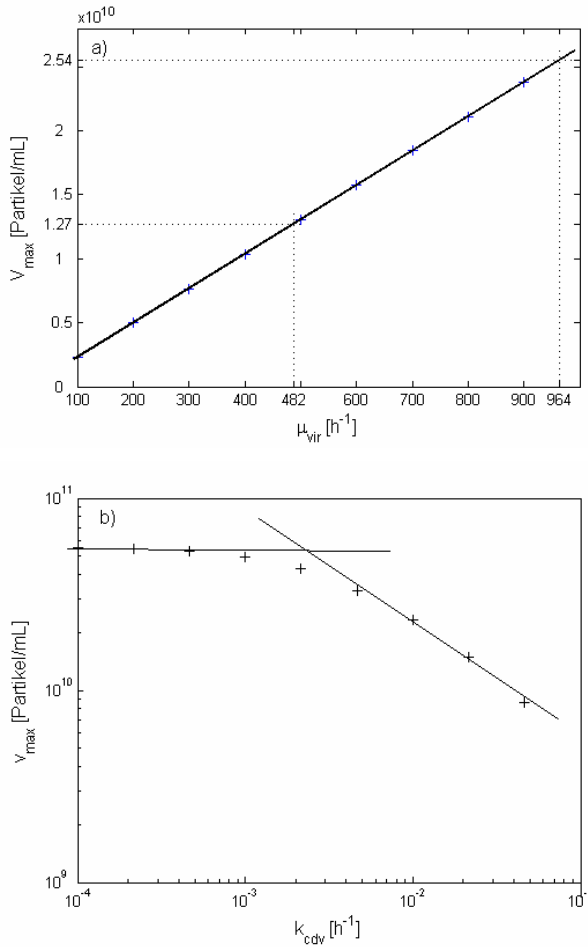 x10^10
a)
2.54
2
1.5
1.27
1
0.5
0
V_max [Partikel/mL]
100 200 300 400 482 600 700 800 900 964
μ_vir [h^-1]
b)
10^11
10^10
10^9
v_max [Partikel/mL]
10^-4 10^-3 10^-2 10^-1
k_cdv [h^-1]